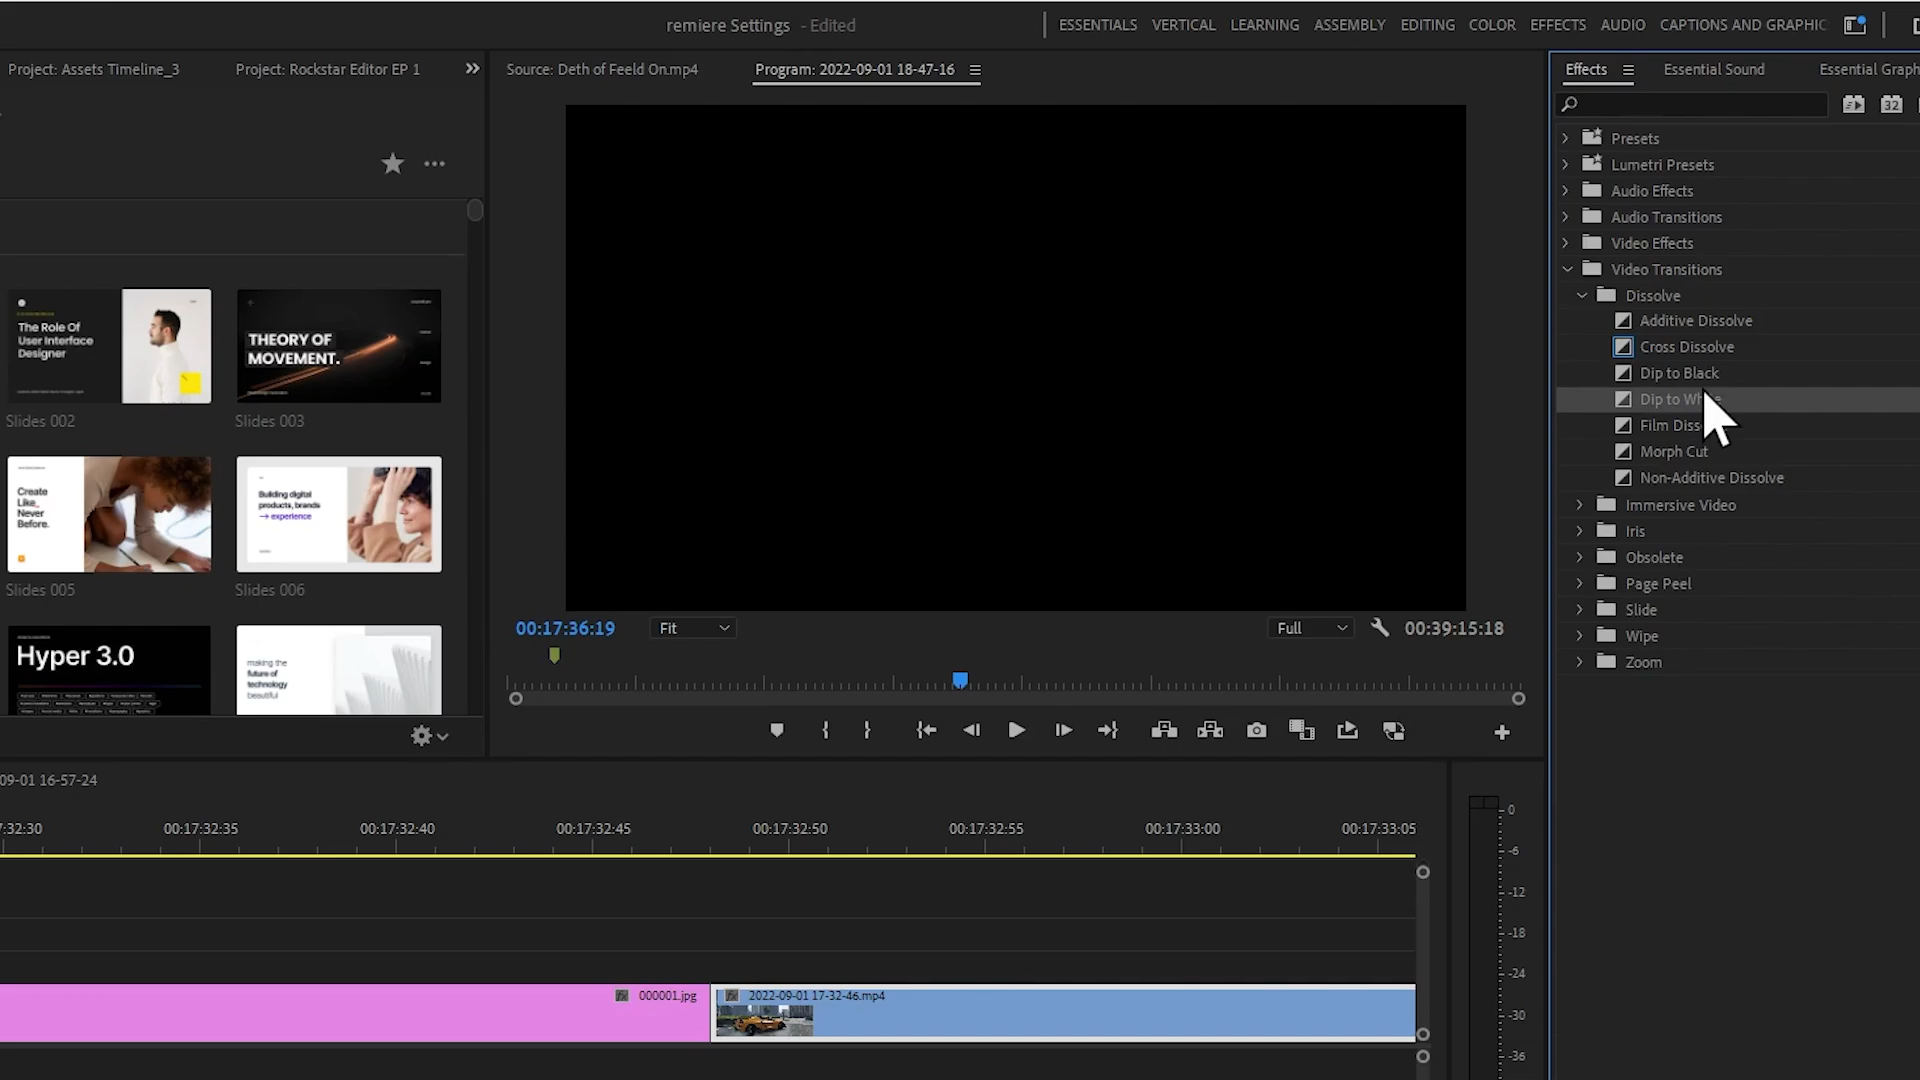 remiere Settings - Edited
ESSENTIALS VERTICAL LEARNING ASSEMBLY EDITING COLOR EFFECTS AUDIO CAPTIONS AND GRAPHIC
Project: Assets Timeline_3
Project: Rockstar Editor EP 1
Source: Deth of Feeld On.mp4
Program: 2022-09-01 18-47-16
Effects
Essential Sound
Essential Graph
32
Presets
Lumetri Presets
Audio Effects
Audio Transitions
Video Effects
Video Transitions
Dissolve
Additive Dissolve
Cross Dissolve
Dip to Black
Dip to Wh
Film Diss
Morph Cut
Non-Additive Dissolve
Immersive Video
Iris
Obsolete
Page Peel
Slide
Wipe
Zoom
The Role Of
User Interface
Designer
Slides 002
THEORY OF
MOVEMENT.
Slides 003
Create
Like_
Never
Before.
Slides 005
Building digital
products, brands
→ experience
Slides 006
Hyper 3.0
making the
future of
technology
beautiful
00:17:36:19
Fit
Full
00:39:15:18
09-01 16-57-24
:32:30 00:17:32:35 00:17:32:40 00:17:32:45 00:17:32:50 00:17:32:55 00:17:33:00 00:17:33:05
fx 000001.jpg
fx 2022-09-01 17-32-46.mp4
0
-6
-12
-18
-24
-30
-36